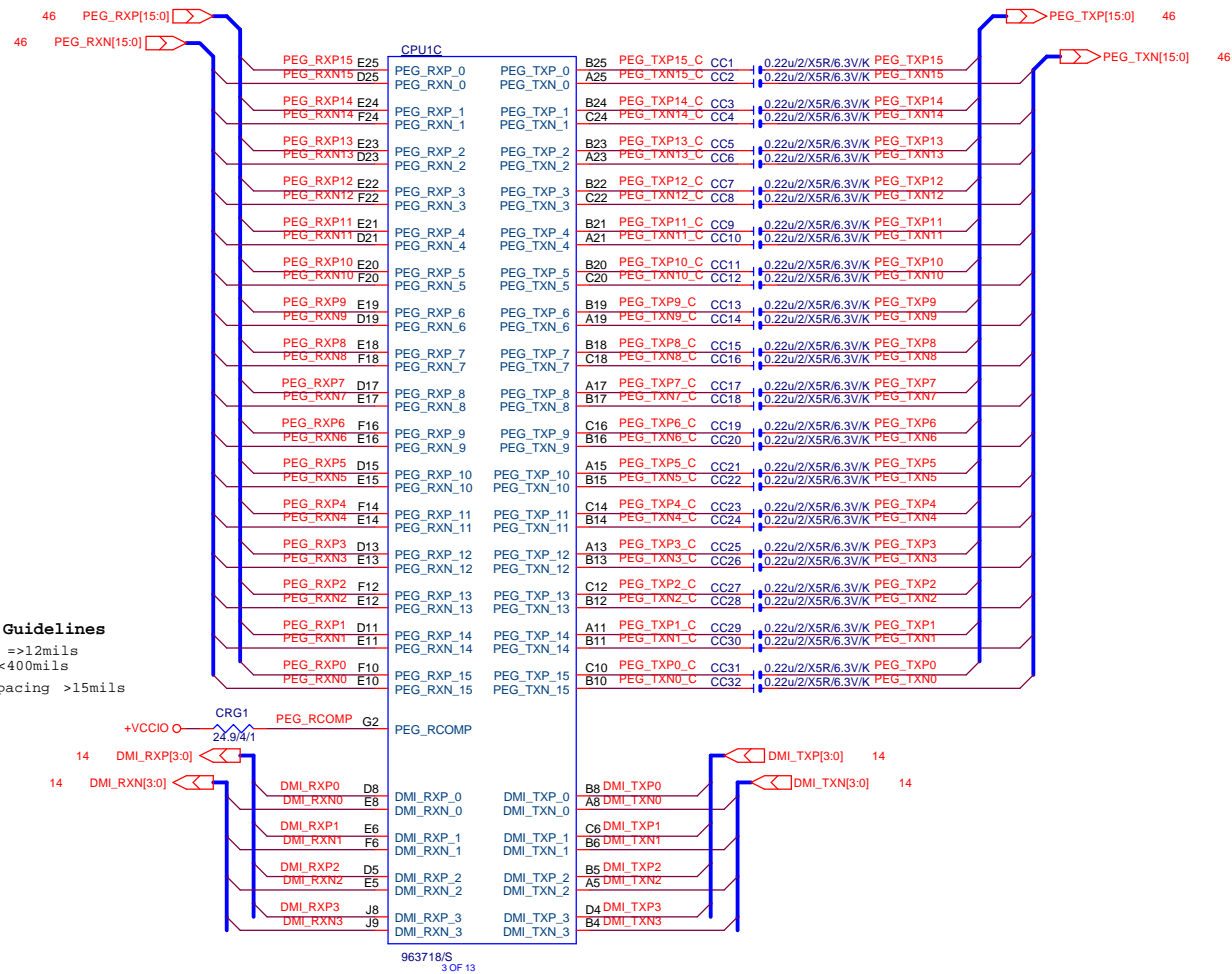 46 PEG_RXP[15:0] PEG_TXP[15:0] 46
46 PEG_RXN[15:0] PEG_TXN[15:0] 46
CPU1C
PEG_RXP15 E25 PEG_RXP_0 PEG_TXP_0 B25 PEG_TXP15_C CC1 0.22u/2/X5R/6.3V/K PEG_TXP15
PEG_RXN15 D25 PEG_RXN_0 PEG_TXN_0 A25 PEG_TXN15_C CC2 0.22u/2/X5R/6.3V/K PEG_TXN15
PEG_RXP14 E24 PEG_RXP_1 PEG_TXP_1 B24 PEG_TXP14_C CC3 0.22u/2/X5R/6.3V/K PEG_TXP14
PEG_RXN14 F24 PEG_RXN_1 PEG_TXN_1 C24 PEG_TXN14_C CC4 0.22u/2/X5R/6.3V/K PEG_TXN14
PEG_RXP13 E23 PEG_RXP_2 PEG_TXP_2 B23 PEG_TXP13_C CC5 0.22u/2/X5R/6.3V/K PEG_TXP13
PEG_RXN13 D23 PEG_RXN_2 PEG_TXN_2 A23 PEG_TXN13_C CC6 0.22u/2/X5R/6.3V/K PEG_TXN13
PEG_RXP12 E22 PEG_RXP_3 PEG_TXP_3 B22 PEG_TXP12_C CC7 0.22u/2/X5R/6.3V/K PEG_TXP12
PEG_RXN12 F22 PEG_RXN_3 PEG_TXN_3 C22 PEG_TXN12_C CC8 0.22u/2/X5R/6.3V/K PEG_TXN12
PEG_RXP11 E21 PEG_RXP_4 PEG_TXP_4 B21 PEG_TXP11_C CC9 0.22u/2/X5R/6.3V/K PEG_TXP11
PEG_RXN11 D21 PEG_RXN_4 PEG_TXN_4 A21 PEG_TXN11_C CC10 0.22u/2/X5R/6.3V/K PEG_TXN11
PEG_RXP10 E20 PEG_RXP_5 PEG_TXP_5 B20 PEG_TXP10_C CC11 0.22u/2/X5R/6.3V/K PEG_TXP10
PEG_RXN10 F20 PEG_RXN_5 PEG_TXN_5 C20 PEG_TXN10_C CC12 0.22u/2/X5R/6.3V/K PEG_TXN10
PEG_RXP9 E19 PEG_RXP_6 PEG_TXP_6 B19 PEG_TXP9_C CC13 0.22u/2/X5R/6.3V/K PEG_TXP9
PEG_RXN9 D19 PEG_RXN_6 PEG_TXN_6 A19 PEG_TXN9_C CC14 0.22u/2/X5R/6.3V/K PEG_TXN9
PEG_RXP8 E18 PEG_RXP_7 PEG_TXP_7 B18 PEG_TXP8_C CC15 0.22u/2/X5R/6.3V/K PEG_TXP8
PEG_RXN8 F18 PEG_RXN_7 PEG_TXN_7 C18 PEG_TXN8_C CC16 0.22u/2/X5R/6.3V/K PEG_TXN8
PEG_RXP7 D17 PEG_RXP_8 PEG_TXP_8 A17 PEG_TXP7_C CC17 0.22u/2/X5R/6.3V/K PEG_TXP7
PEG_RXN7 E17 PEG_RXN_8 PEG_TXN_8 B17 PEG_TXN7_C CC18 0.22u/2/X5R/6.3V/K PEG_TXN7
PEG_RXP6 F16 PEG_RXP_9 PEG_TXP_9 C16 PEG_TXP6_C CC19 0.22u/2/X5R/6.3V/K PEG_TXP6
PEG_RXN6 E16 PEG_RXN_9 PEG_TXN_9 B16 PEG_TXN6_C CC20 0.22u/2/X5R/6.3V/K PEG_TXN6
PEG_RXP5 D15 PEG_RXP_10 PEG_TXP_10 A15 PEG_TXP5_C CC21 0.22u/2/X5R/6.3V/K PEG_TXP5
PEG_RXN5 E15 PEG_RXN_10 PEG_TXN_10 B15 PEG_TXN5_C CC22 0.22u/2/X5R/6.3V/K PEG_TXN5
PEG_RXP4 F14 PEG_RXP_11 PEG_TXP_11 C14 PEG_TXP4_C CC23 0.22u/2/X5R/6.3V/K PEG_TXP4
PEG_RXN4 E14 PEG_RXN_11 PEG_TXN_11 B14 PEG_TXN4_C CC24 0.22u/2/X5R/6.3V/K PEG_TXN4
PEG_RXP3 D13 PEG_RXP_12 PEG_TXP_12 A13 PEG_TXP3_C CC25 0.22u/2/X5R/6.3V/K PEG_TXP3
PEG_RXN3 E13 PEG_RXN_12 PEG_TXN_12 B13 PEG_TXN3_C CC26 0.22u/2/X5R/6.3V/K PEG_TXN3
PEG_RXP2 F12 PEG_RXP_13 PEG_TXP_13 C12 PEG_TXP2_C CC27 0.22u/2/X5R/6.3V/K PEG_TXP2
PEG_RXN2 E12 PEG_RXN_13 PEG_TXN_13 B12 PEG_TXN2_C CC28 0.22u/2/X5R/6.3V/K PEG_TXN2
Guidelines
PEG_RXP1 D11 PEG_RXP_14 PEG_TXP_14 A11 PEG_TXP1_C CC29 0.22u/2/X5R/6.3V/K PEG_TXP1
PEG_RXN1 E11 PEG_RXN_14 PEG_TXN_14 B11 PEG_TXN1_C CC30 0.22u/2/X5R/6.3V/K PEG_TXN1
=>12mils
<400mils
PEG_RXP0 F10 PEG_RXP_15 PEG_TXP_15 C10 PEG_TXP0_C CC31 0.22u/2/X5R/6.3V/K PEG_TXP0
PEG_RXN0 E10 PEG_RXN_15 PEG_TXN_15 B10 PEG_TXN0_C CC32 0.22u/2/X5R/6.3V/K PEG_TXN0
pacing >15mils
CRG1
+VCCIO PEG_RCOMP G2 PEG_RCOMP
24.9/4/1
14 DMI_RXP[3:0] DMI_TXP[3:0] 14
14 DMI_RXN[3:0] DMI_TXN[3:0] 14
DMI_RXP0 D8 DMI_RXP_0 DMI_TXP_0 B8 DMI_TXP0
DMI_RXN0 E8 DMI_RXN_0 DMI_TXN_0 A8 DMI_TXN0
DMI_RXP1 E6 DMI_RXP_1 DMI_TXP_1 C6 DMI_TXP1
DMI_RXN1 F6 DMI_RXN_1 DMI_TXN_1 B6 DMI_TXN1
DMI_RXP2 D5 DMI_RXP_2 DMI_TXP_2 B5 DMI_TXP2
DMI_RXN2 E5 DMI_RXN_2 DMI_TXN_2 A5 DMI_TXN2
DMI_RXP3 J8 DMI_RXP_3 DMI_TXP_3 D4 DMI_TXP3
DMI_RXN3 J9 DMI_RXN_3 DMI_TXN_3 B4 DMI_TXN3
963718/S
3 OF 13